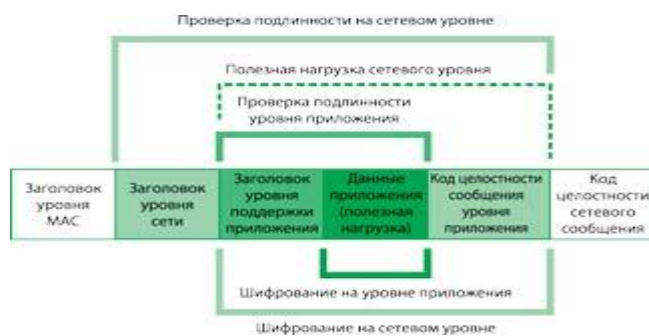 Проверка подлинности на сетевом уровне
Полезная нагрузка сетевого уровня
Проверка подлинности
уровня приложения
Заголовок
уровня
MAC
Заголовок
уровня
сети
Заголовок
уровня
поддержки
приложения
Данные
приложения
(полезная
нагрузка)
Код целостности
сообщения
уровня
приложения
Код
целостности
сетевого
сообщения
Шифрование на уровне приложения
Шифрование на сетевом уровне